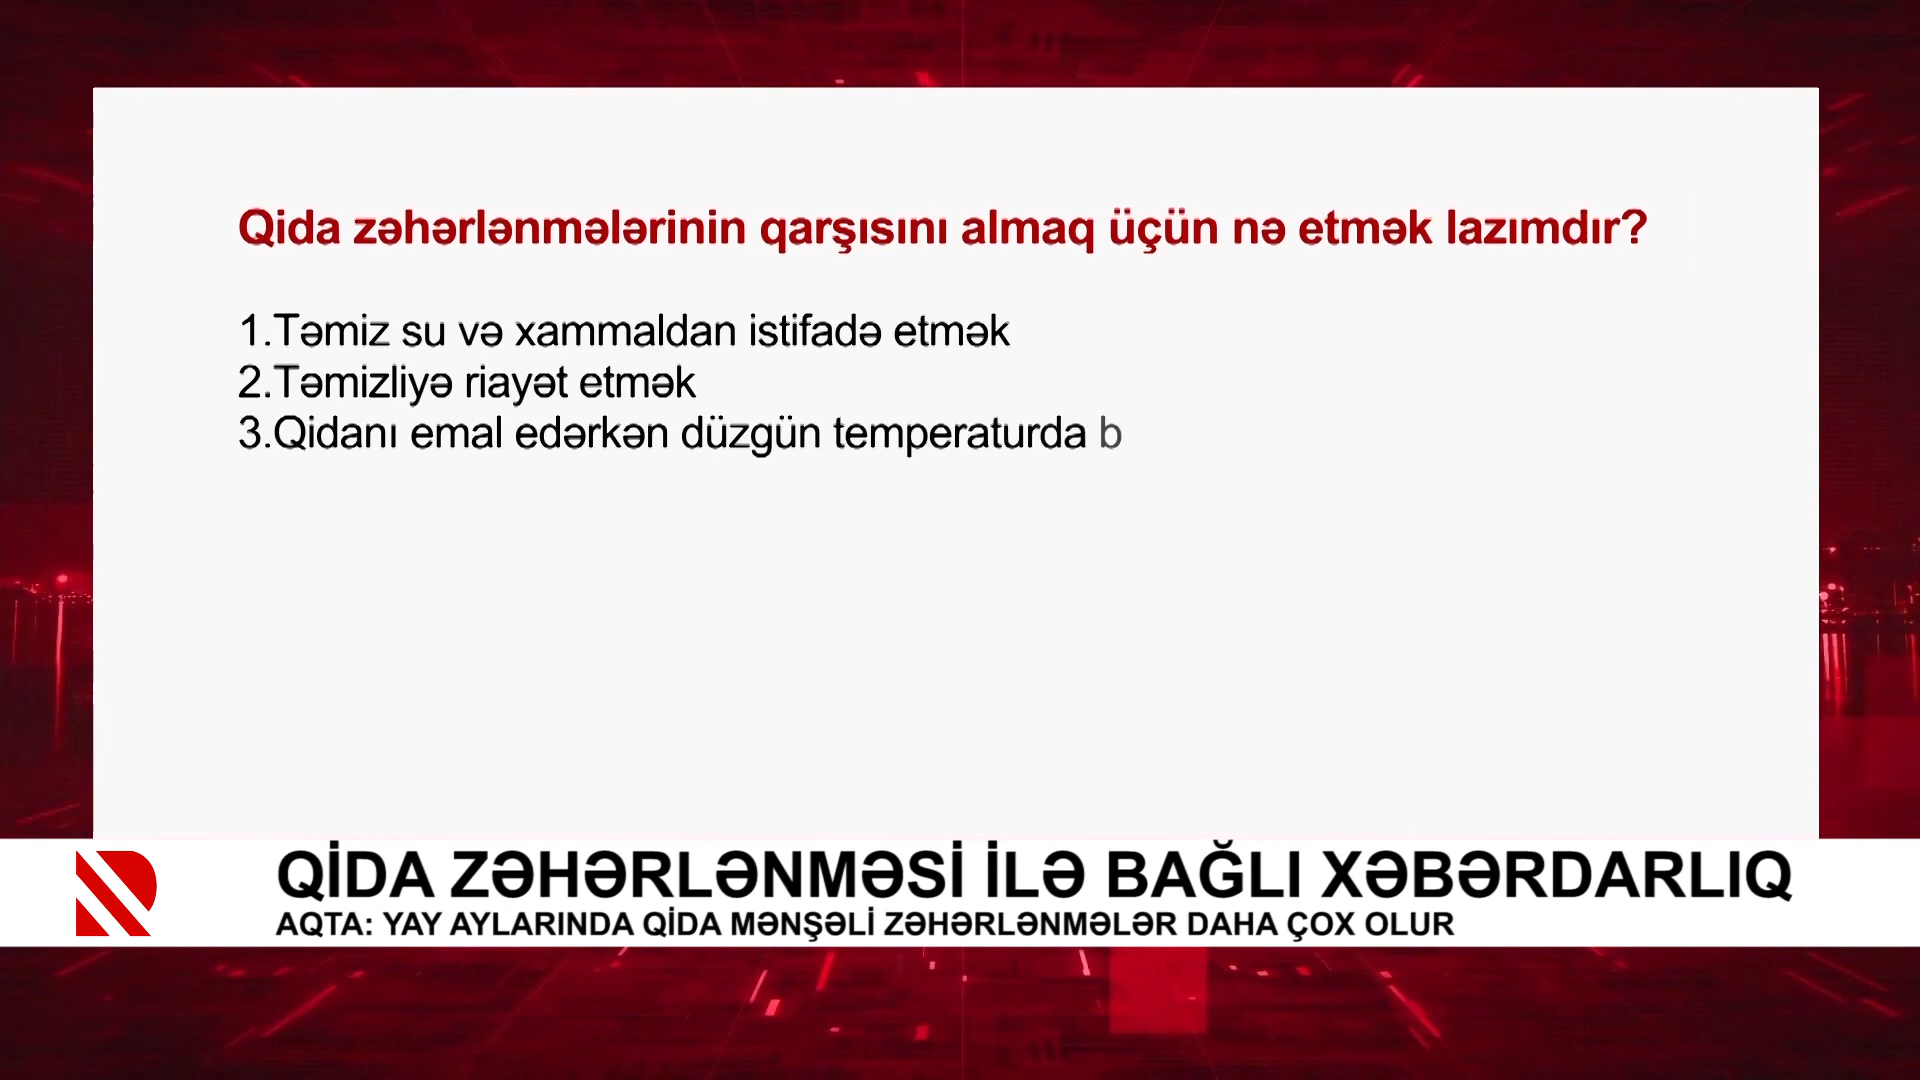 Qida zəhərlənmələrinin qarşısını almaq üçün nə etmək lazımdır?
1.Təmiz su və xammaldan istifadə etmək
2.Təmizliyə riayət etmək
3.Qidanı emal edərkən düzgün temperaturda b
QİDA ZƏHƏRLƏNMƏSİ İLƏ BAĞLI XƏBƏRDARLIQ
AQTA: YAY AYLARINDA QİDA MƏNŞƏLİ ZƏHƏRLƏNMƏLƏR DAHA ÇOX OLUR